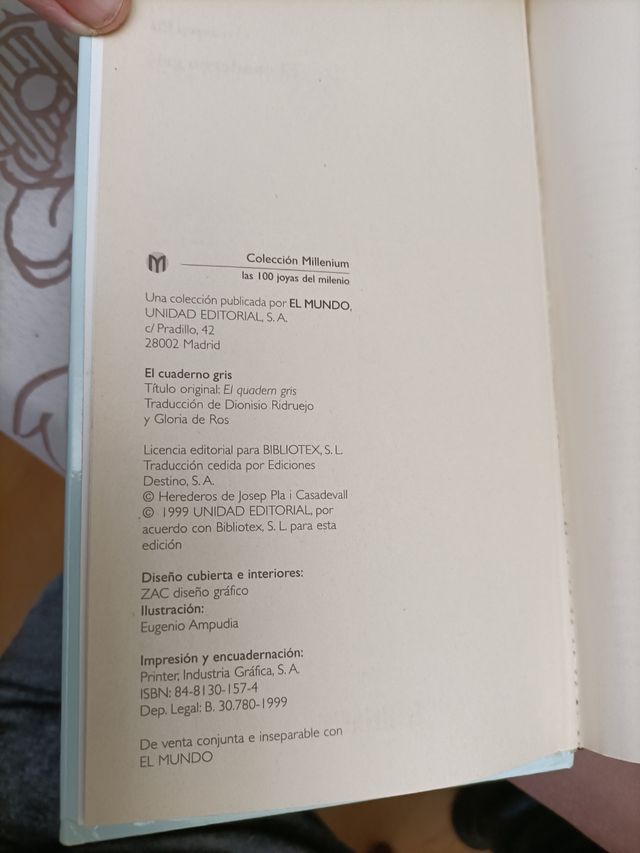 Colección Millenium
las 100 joyas del milenio
Una colección publicada por EL MUNDO,
UNIDAD EDITORIAL, S. A.
c/ Pradillo, 42
28002 Madrid
El cuaderno gris
Título original: El quadern gris
Traducción de Dionisio Ridruejo
y Gloria de Ros
Licencia editorial para BIBLIOTEX, S. L.
Traducción cedida por Ediciones
Destino, S. A.
© Herederos de Josep Pla i Casadevall
© 1999 UNIDAD EDITORIAL, por
acuerdo con Bibliotex, S. L. para esta
edición
Diseño cubierta e interiores:
ZAC diseño gráfico
Ilustración:
Eugenio Ampudia
Impresión y encuadernación:
Printer, Industria Gráfica, S. A.
ISBN: 84-8130-157-4
Dep. Legal: B. 30.780-1999
De venta conjunta e inseparable con
EL MUNDO